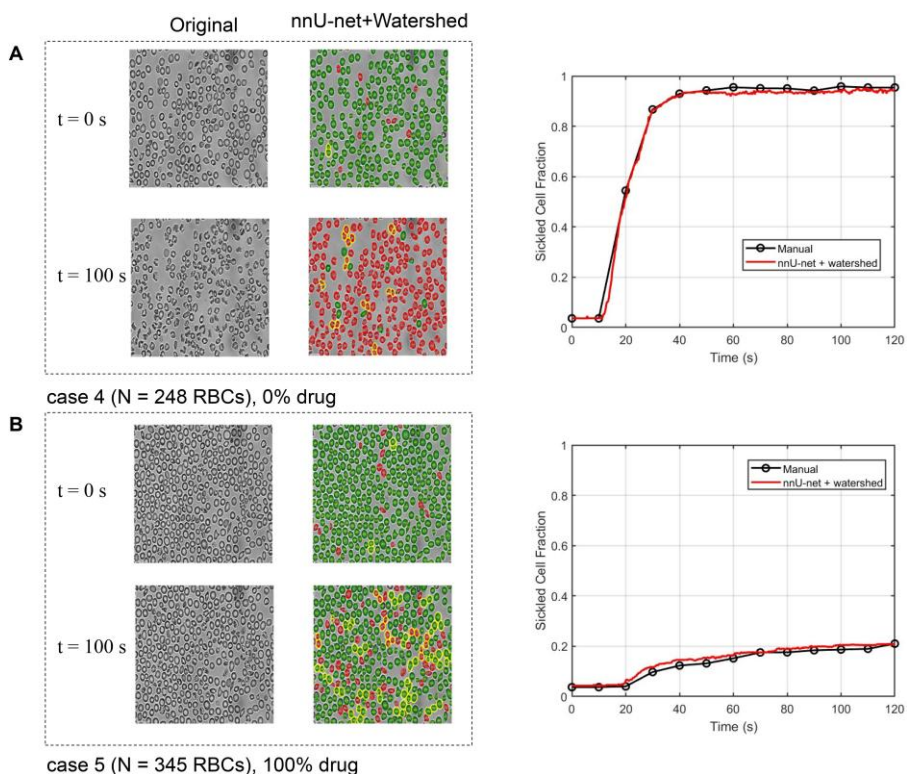 Original nnU-net+Watershed
A
t = 0 s
t = 100 s
case 4 (N = 248 RBCs), 0% drug
1
0.8
0.6
0.4
0.2
0
Sickled Cell Fraction
Manual
nnU-net + watershed
0 20 40 60 80 100 120
Time (s)
B
t = 0 s
t = 100 s
case 5 (N = 345 RBCs), 100% drug
1
0.8
0.6
0.4
0.2
0
Sickled Cell Fraction
Manual
nnU-net + watershed
0 20 40 60 80 100 120
Time (s)